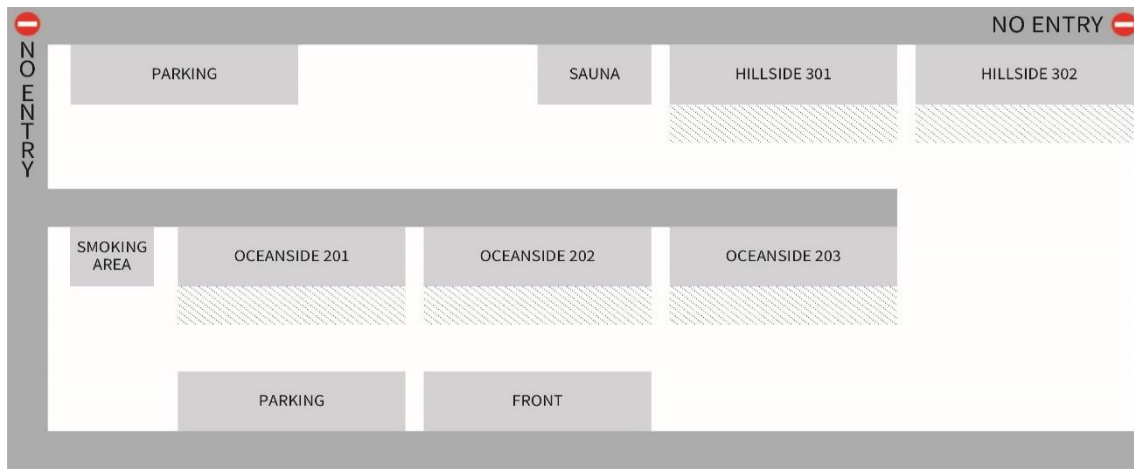 NO ENTRY
NO ENTRY
PARKING
SAUNA
HILLSIDE 301
HILLSIDE 302
SMOKING
AREA
OCEANSIDE 201
OCEANSIDE 202
OCEANSIDE 203
PARKING
FRONT